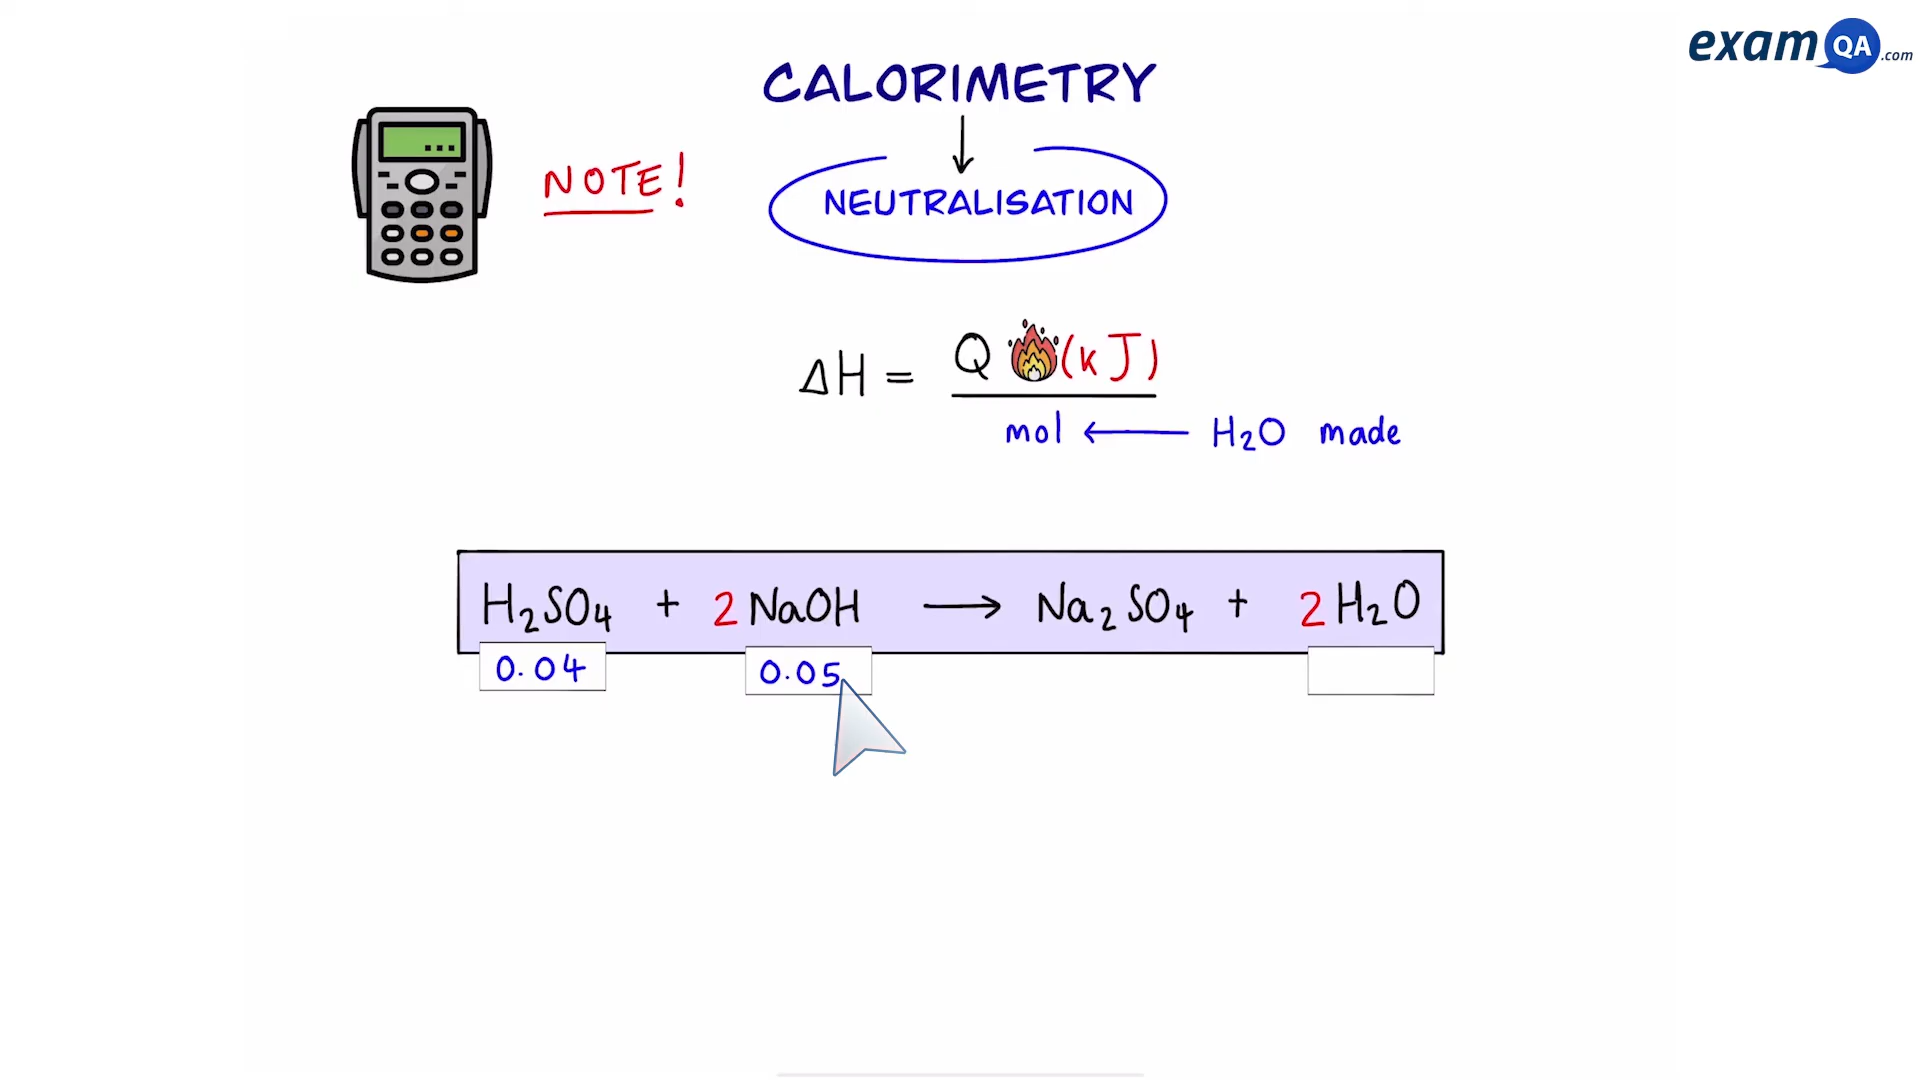 examQA.com
CALORIMETRY
NOTE!
NEUTRALISATION
ΔH = Q (kJ)
mol ← H₂O made
H₂SO₄ + 2NaOH → Na₂SO₄ + 2H₂O
0.04 0.05